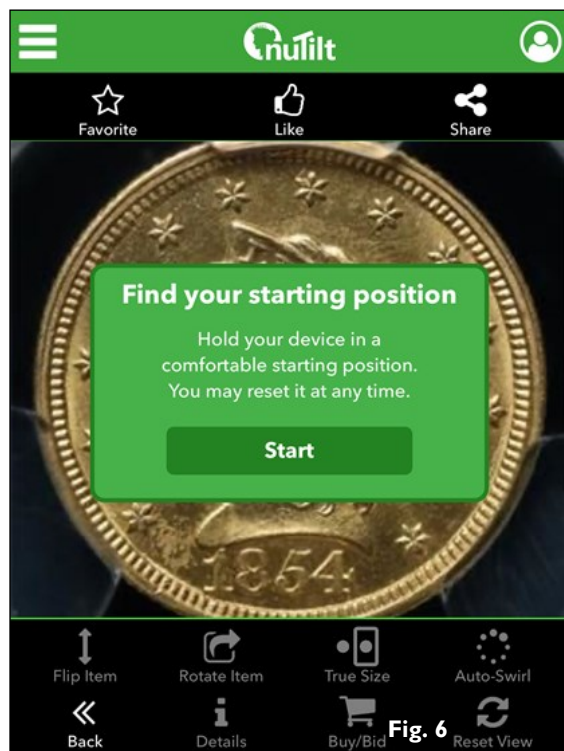 nuTilt
Favorite Like Share
Find your starting position
Hold your device in a
comfortable starting position.
You may reset it at any time.
Start
1854
Flip Item Rotate Item True Size Auto-Swirl
Back Details Buy/Bid Reset View
Fig. 6